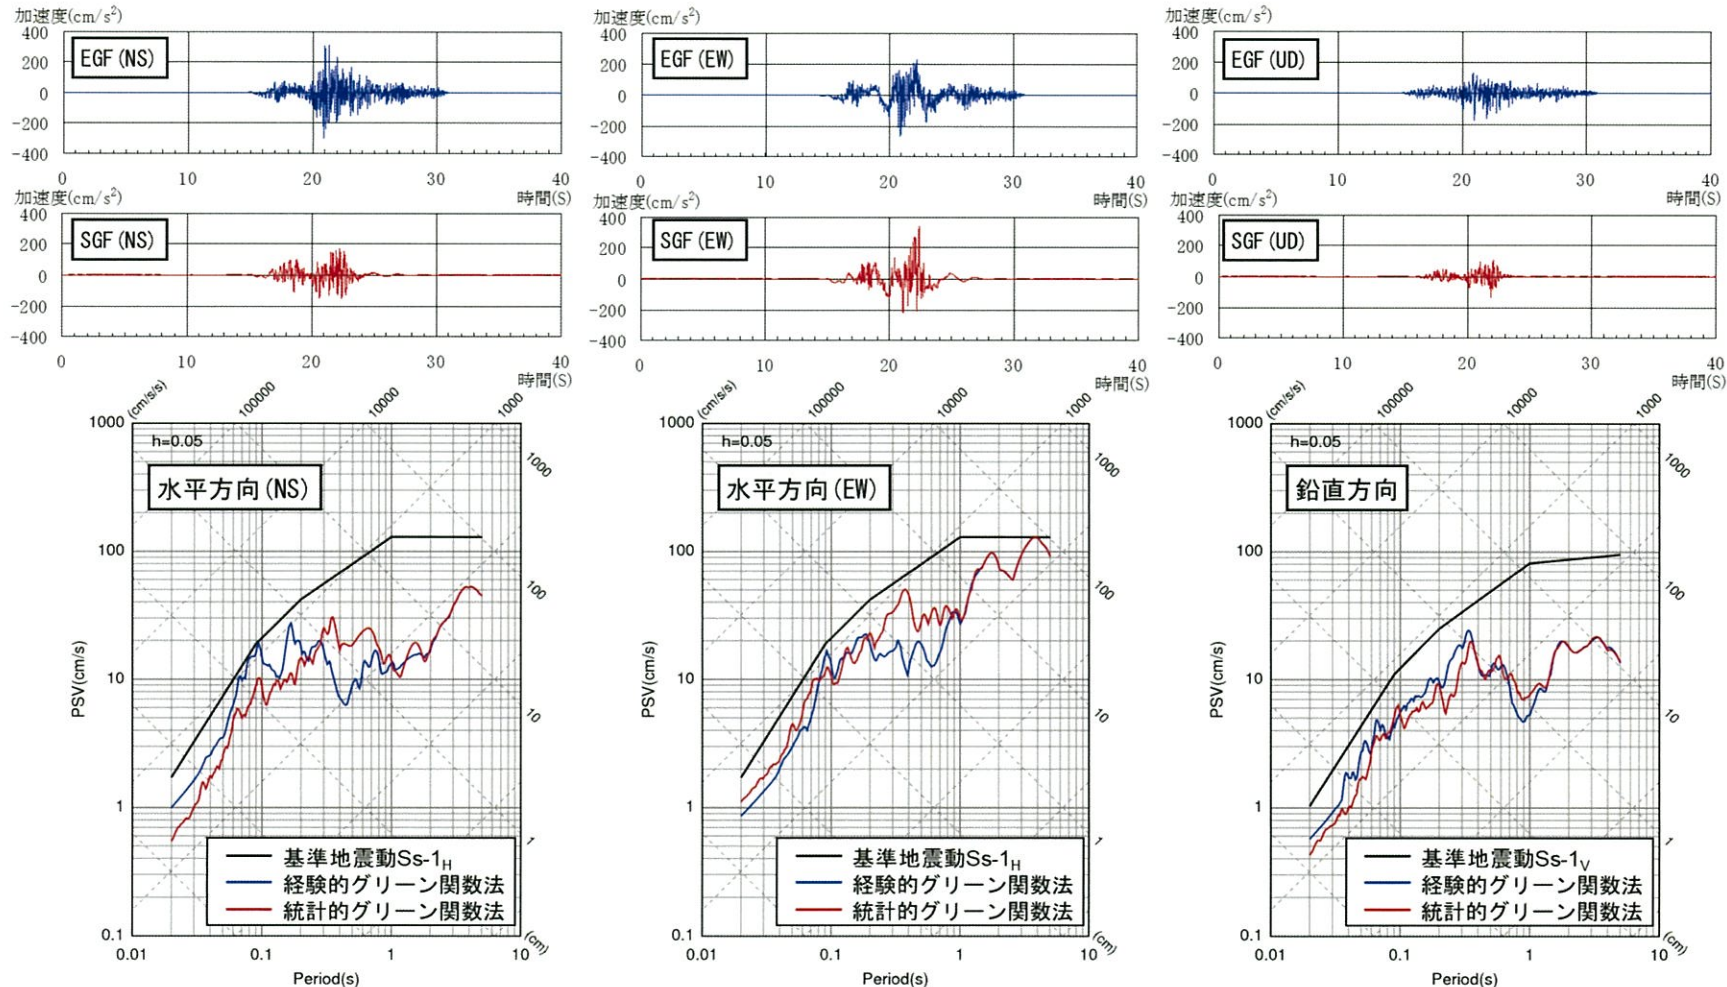 加速度(cm/s²)
400
200
0
-200
-400
EGF(NS)
0 10 20 30 40
時間(S)
加速度(cm/s²)
400
200
0
-200
-400
EGF(EW)
0 10 20 30 40
時間(S)
加速度(cm/s²)
400
200
0
-200
-400
EGF(UD)
0 10 20 30 40
時間(S)
加速度(cm/s²)
400
200
0
-200
-400
SGF(NS)
0 10 20 30 40
時間(S)
加速度(cm/s²)
400
200
0
-200
-400
SGF(EW)
0 10 20 30 40
時間(S)
加速度(cm/s²)
400
200
0
-200
-400
SGF(UD)
0 10 20 30 40
時間(S)
(cm/s/s) 100000 10000 1000
h=0.05
水平方向(NS)
1000
100
10
1
0.1
PSV(cm/s)
1000
100
10
1
(cm)
基準地震動Ss-1H
経験的グリーン関数法
統計的グリーン関数法
0.01 0.1 1 10
Period(s)
(cm/s/s) 100000 10000 1000
h=0.05
水平方向(EW)
1000
100
10
1
0.1
PSV(cm/s)
1000
100
10
1
(cm)
基準地震動Ss-1H
経験的グリーン関数法
統計的グリーン関数法
0.01 0.1 1 10
Period(s)
(cm/s/s) 100000 10000 1000
h=0.05
鉛直方向
1000
100
10
1
0.1
PSV(cm/s)
1000
100
10
1
(cm)
基準地震動Ss-1V
経験的グリーン関数法
統計的グリーン関数法
0.01 0.1 1 10
Period(s)